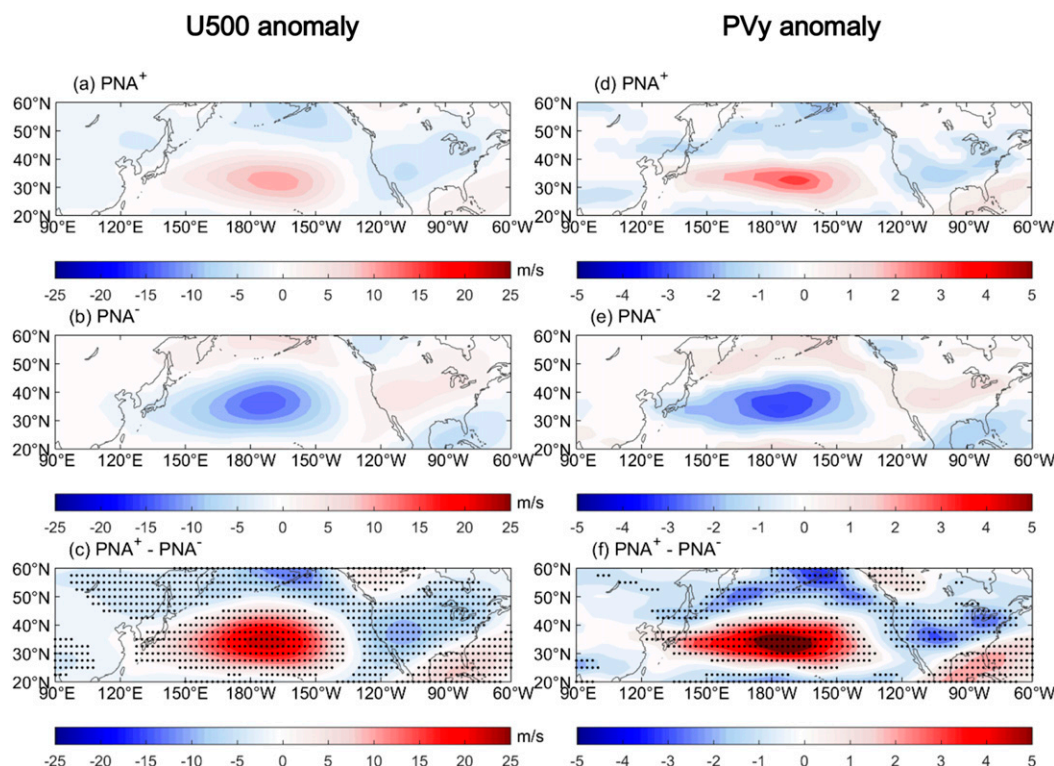 U500 anomaly
PVy anomaly
(a) PNA+
60°N
50°N
40°N
30°N
20°N
90°E 120°E 150°E 180°W 150°W 120°W 90°W 60°W
m/s
-25 -20 -15 -10 -5 0 5 10 15 20 25
(d) PNA+
60°N
50°N
40°N
30°N
20°N
90°E 120°E 150°E 180°W 150°W 120°W 90°W 60°W
-5 -4 -3 -2 -1 0 1 2 3 4 5
(b) PNA-
60°N
50°N
40°N
30°N
20°N
90°E 120°E 150°E 180°W 150°W 120°W 90°W 60°W
m/s
-25 -20 -15 -10 -5 0 5 10 15 20 25
(e) PNA-
60°N
50°N
40°N
30°N
20°N
90°E 120°E 150°E 180°W 150°W 120°W 90°W 60°W
-5 -4 -3 -2 -1 0 1 2 3 4 5
(c) PNA+ - PNA-
60°N
50°N
40°N
30°N
20°N
90°E 120°E 150°E 180°W 150°W 120°W 90°W 60°W
m/s
-25 -20 -15 -10 -5 0 5 10 15 20 25
(f) PNA+ - PNA-
60°N
50°N
40°N
30°N
20°N
90°E 120°E 150°E 180°W 150°W 120°W 90°W 60°W
-5 -4 -3 -2 -1 0 1 2 3 4 5